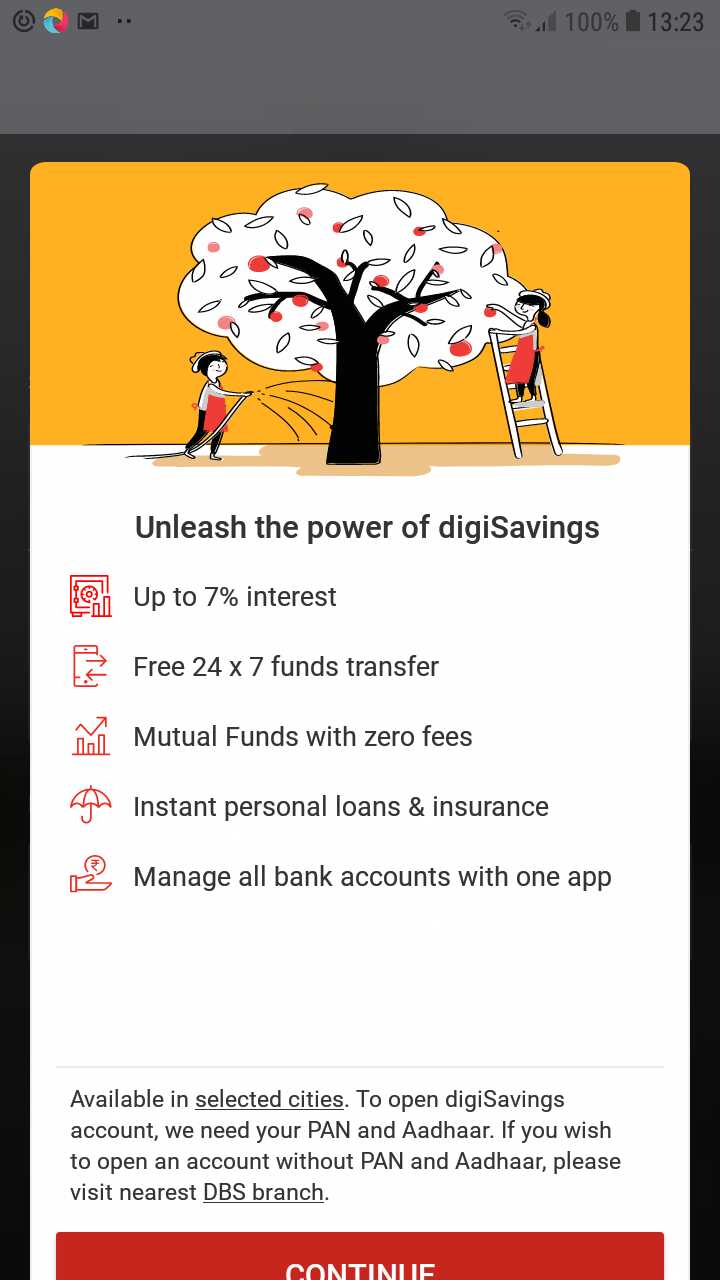 100% 13:23
Unleash the power of digiSavings
Up to 7% interest
Free 24 x 7 funds transfer
Mutual Funds with zero fees
Instant personal loans & insurance
Manage all bank accounts with one app
Available in selected cities. To open digiSavings
account, we need your PAN and Aadhaar. If you wish
to open an account without PAN and Aadhaar, please
visit nearest DBS branch.
CONTINUE